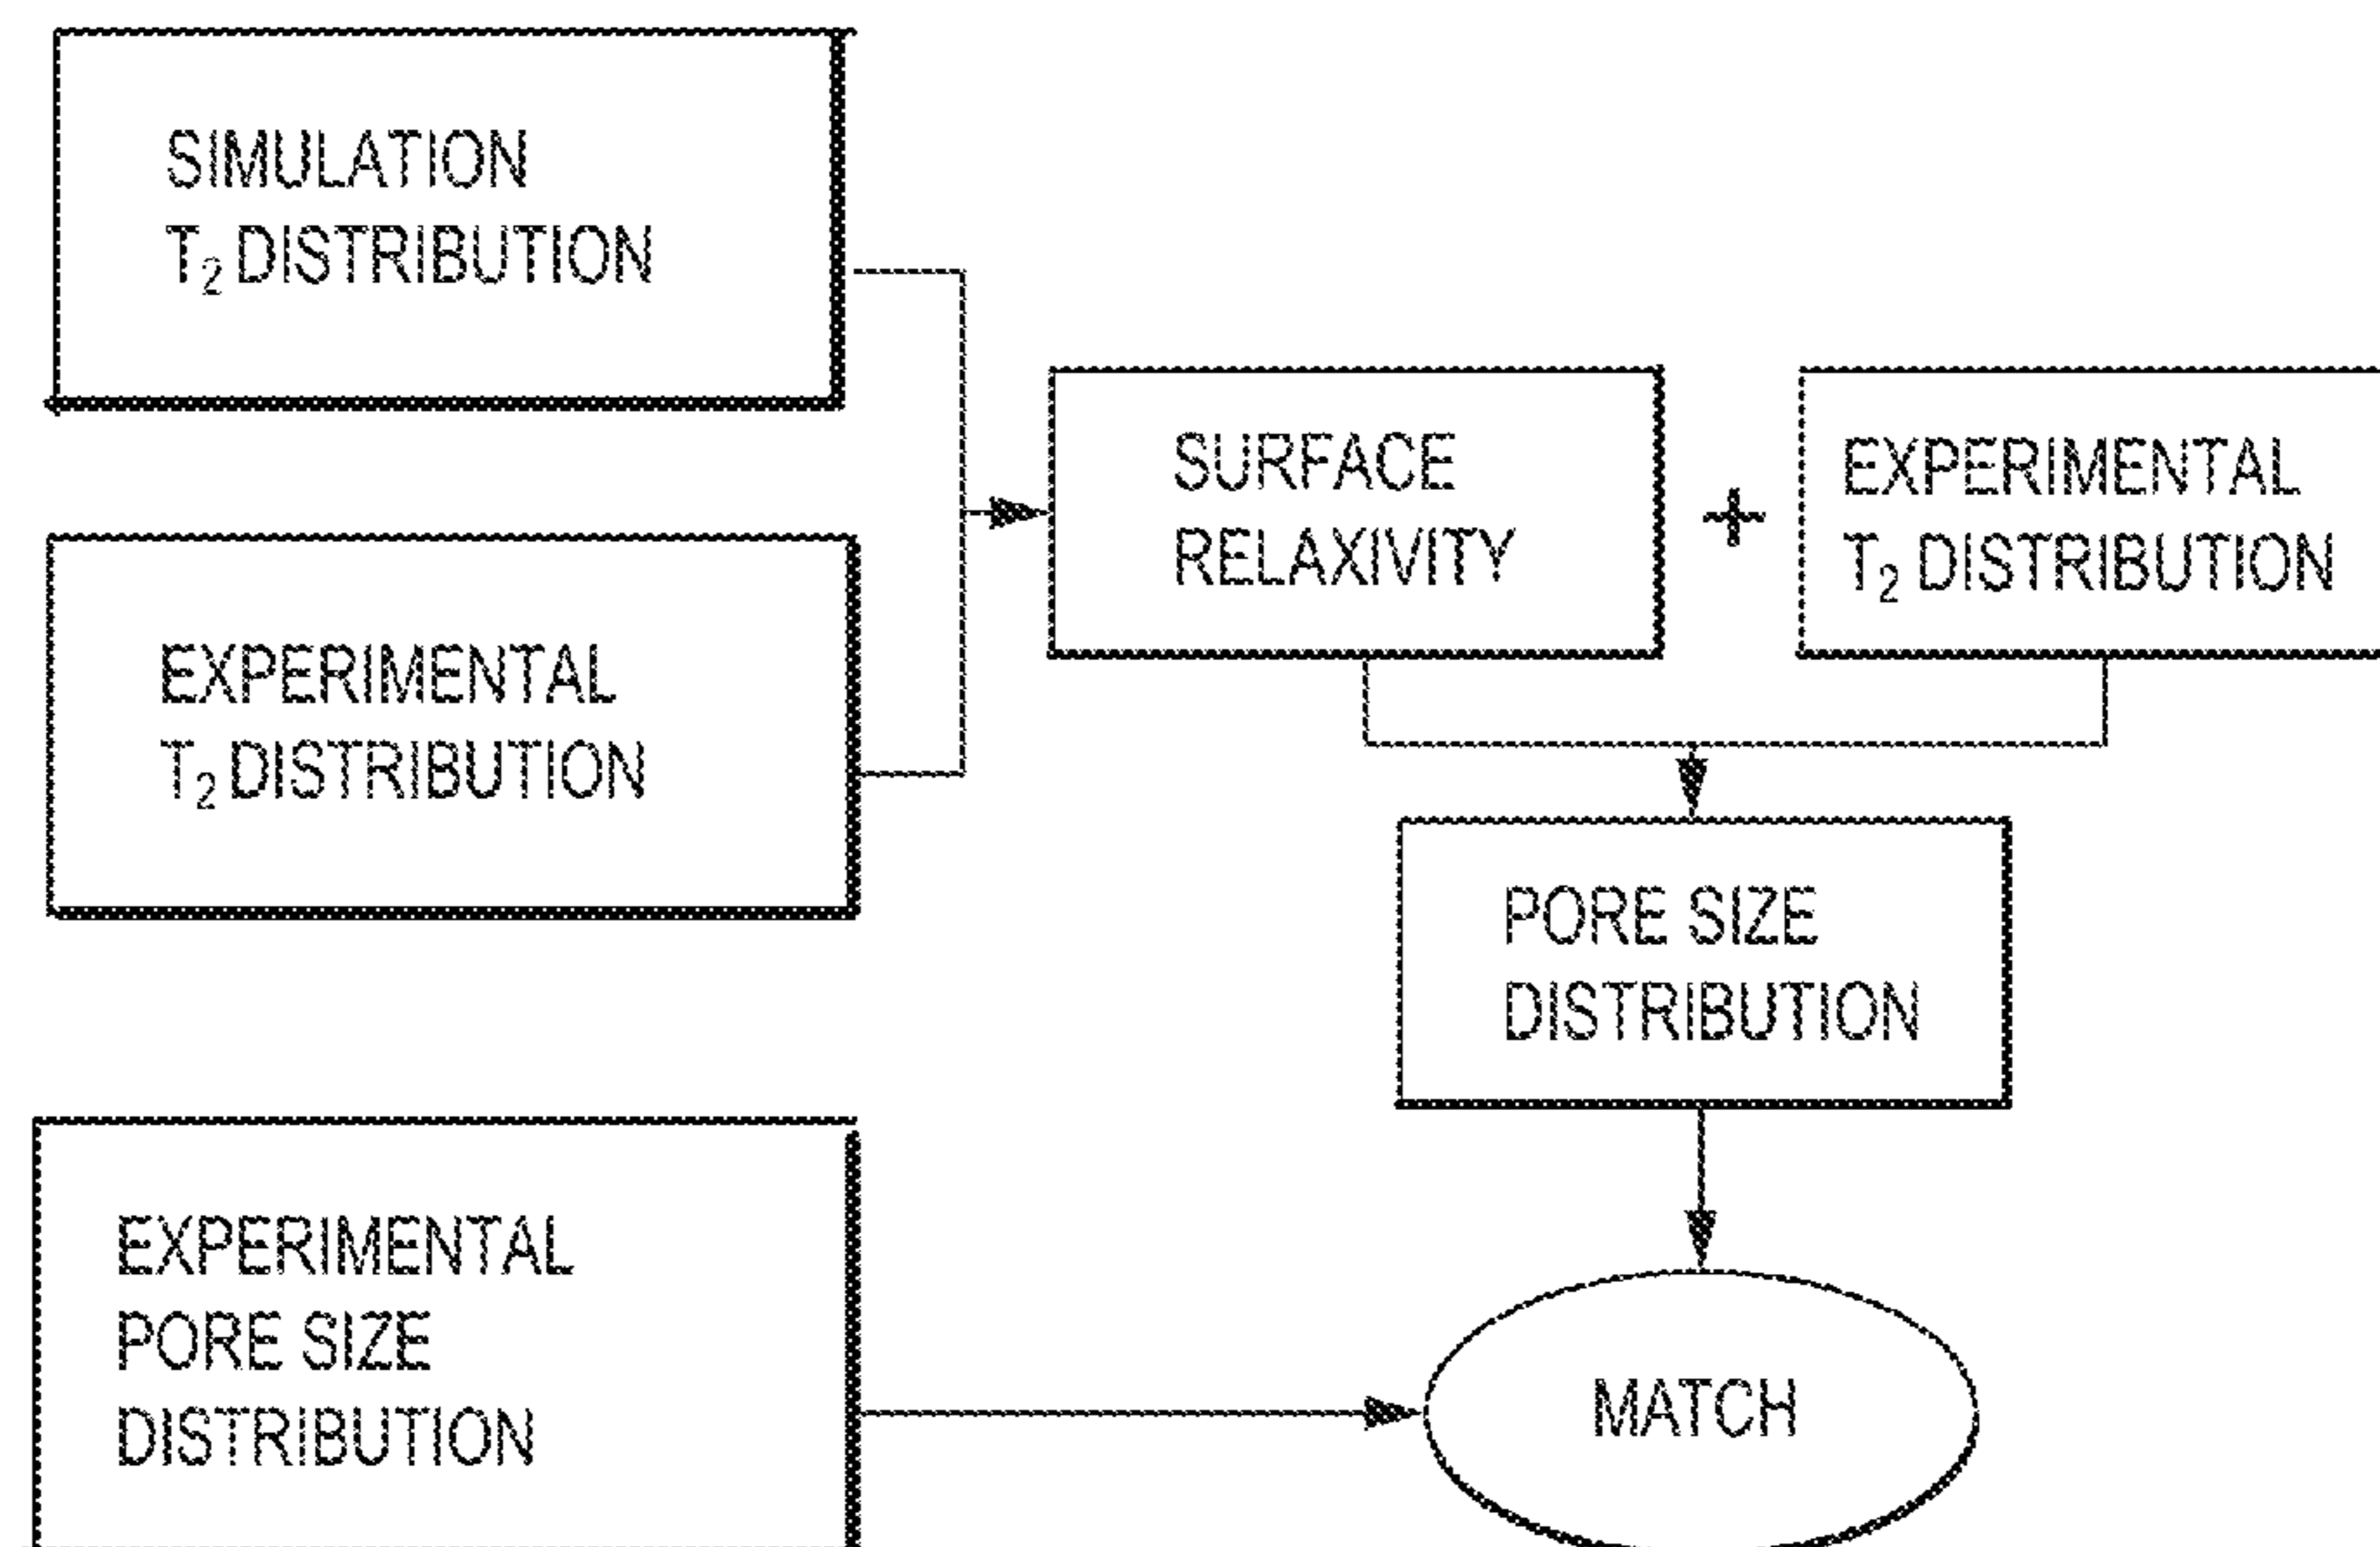 SIMULATION
T₂ DISTRIBUTION
EXPERIMENTAL
T₂ DISTRIBUTION
SURFACE
RELAXIVITY
+
EXPERIMENTAL
T₂ DISTRIBUTION
PORE SIZE
DISTRIBUTION
EXPERIMENTAL
PORE SIZE
DISTRIBUTION
MATCH